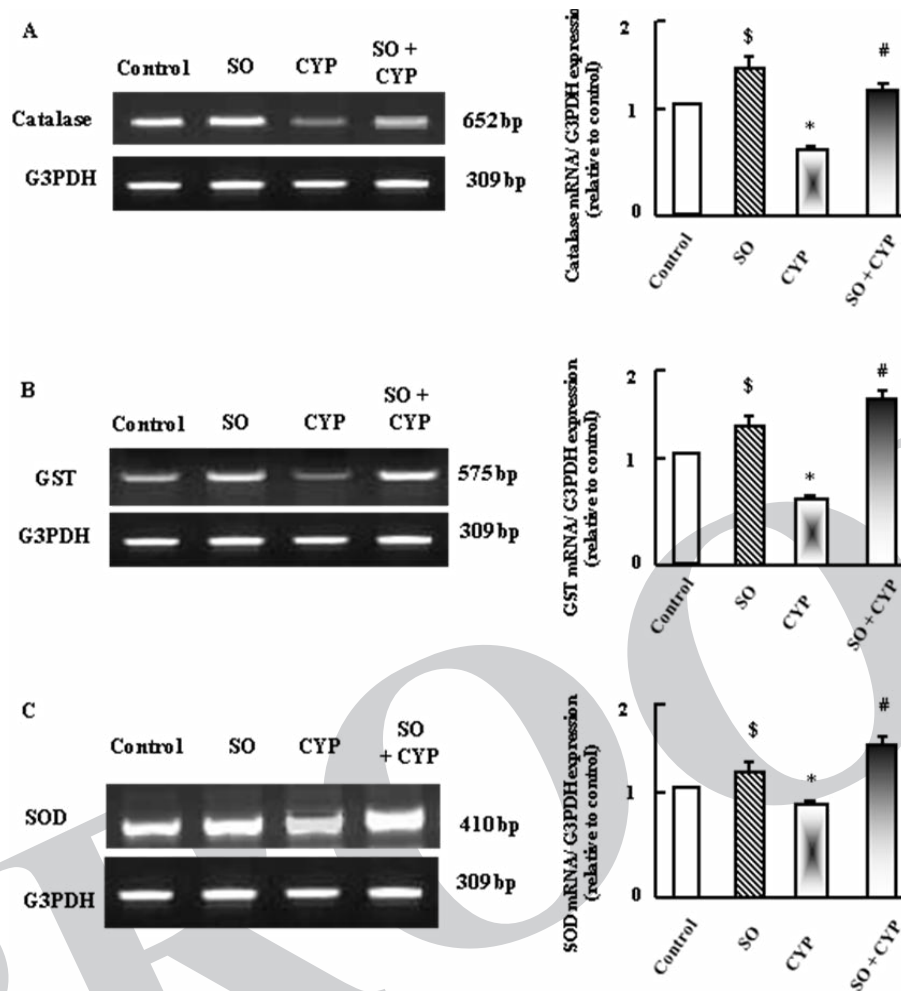 A
Control SO CYP SO +
CYP
Catalase 652 bp
G3PDH 309 bp
Catalase mRNA/ G3PDH expression
(relative to control)
2
1
0
$
*
#
Control SO CYP SO + CYP
B
Control SO CYP SO +
CYP
GST 575 bp
G3PDH 309 bp
GST mRNA/ G3PDH expression
(relative to control)
2
1
0
$
*
#
Control SO CYP SO + CYP
C
Control SO CYP SO
+ CYP
SOD 410 bp
G3PDH 309 bp
SOD mRNA/ G3PDH expression
(relative to control)
2
1
0
$
*
#
Control SO CYP SO + CYP